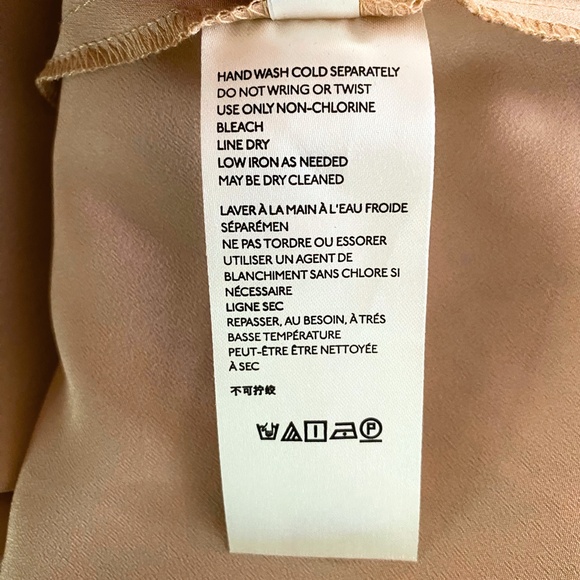 HAND WASH COLD SEPARATELY
DO NOT WRING OR TWIST
USE ONLY NON-CHLORINE
BLEACH
LINE DRY
LOW IRON AS NEEDED
MAY BE DRY CLEANED
LAVER À LA MAIN À L'EAU FROIDE
SÉPARÉMEN
NE PAS TORDRE OU ESSORER
UTILISER UN AGENT DE
BLANCHIMENT SANS CHLORE SI
NÉCESSAIRE
LIGNE SEC
REPASSER, AU BESOIN, À TRÉS
BASSE TEMPÉRATURE
PEUT-ÊTRE ÊTRE NETTOYÉE
À SEC
不可拧绞
P